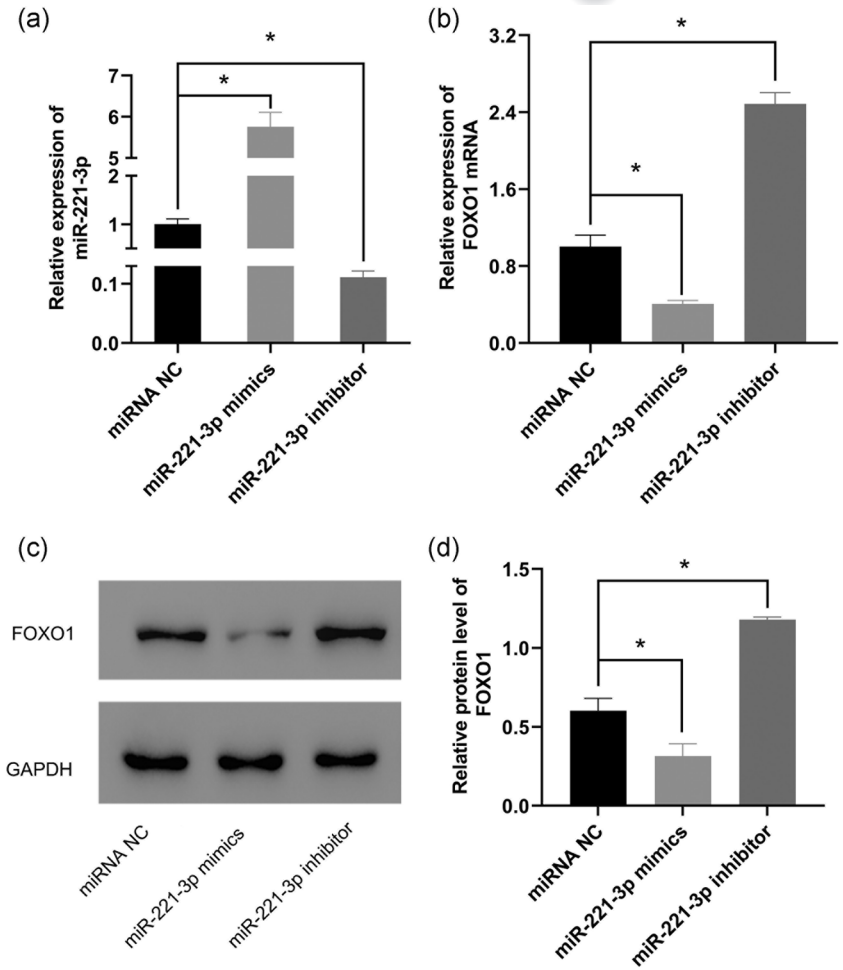 (a)
Relative expression of
miR-221-3p
7
6
5
2
1
0.1
0.0
*
*
miRNA NC
miR-221-3p mimics
miR-221-3p inhibitor
(b)
Relative expression of
FOXO1 mRNA
3.2
2.4
1.6
0.8
0.0
*
*
miRNA NC
miR-221-3p mimics
miR-221-3p inhibitor
(c)
FOXO1
GAPDH
miRNA NC
miR-221-3p mimics
miR-221-3p inhibitor
(d)
Relative protein level of
FOXO1
1.5
1.0
0.5
0.0
*
*
miRNA NC
miR-221-3p mimics
miR-221-3p inhibitor